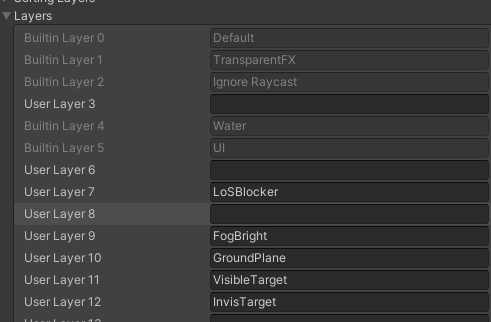 Sorting Layers
Layers
Builtin Layer 0 Default
Builtin Layer 1 TransparentFX
Builtin Layer 2 Ignore Raycast
User Layer 3
Builtin Layer 4 Water
Builtin Layer 5 UI
User Layer 6
User Layer 7 LoSBlocker
User Layer 8
User Layer 9 FogBright
User Layer 10 GroundPlane
User Layer 11 VisibleTarget
User Layer 12 InvisTarget